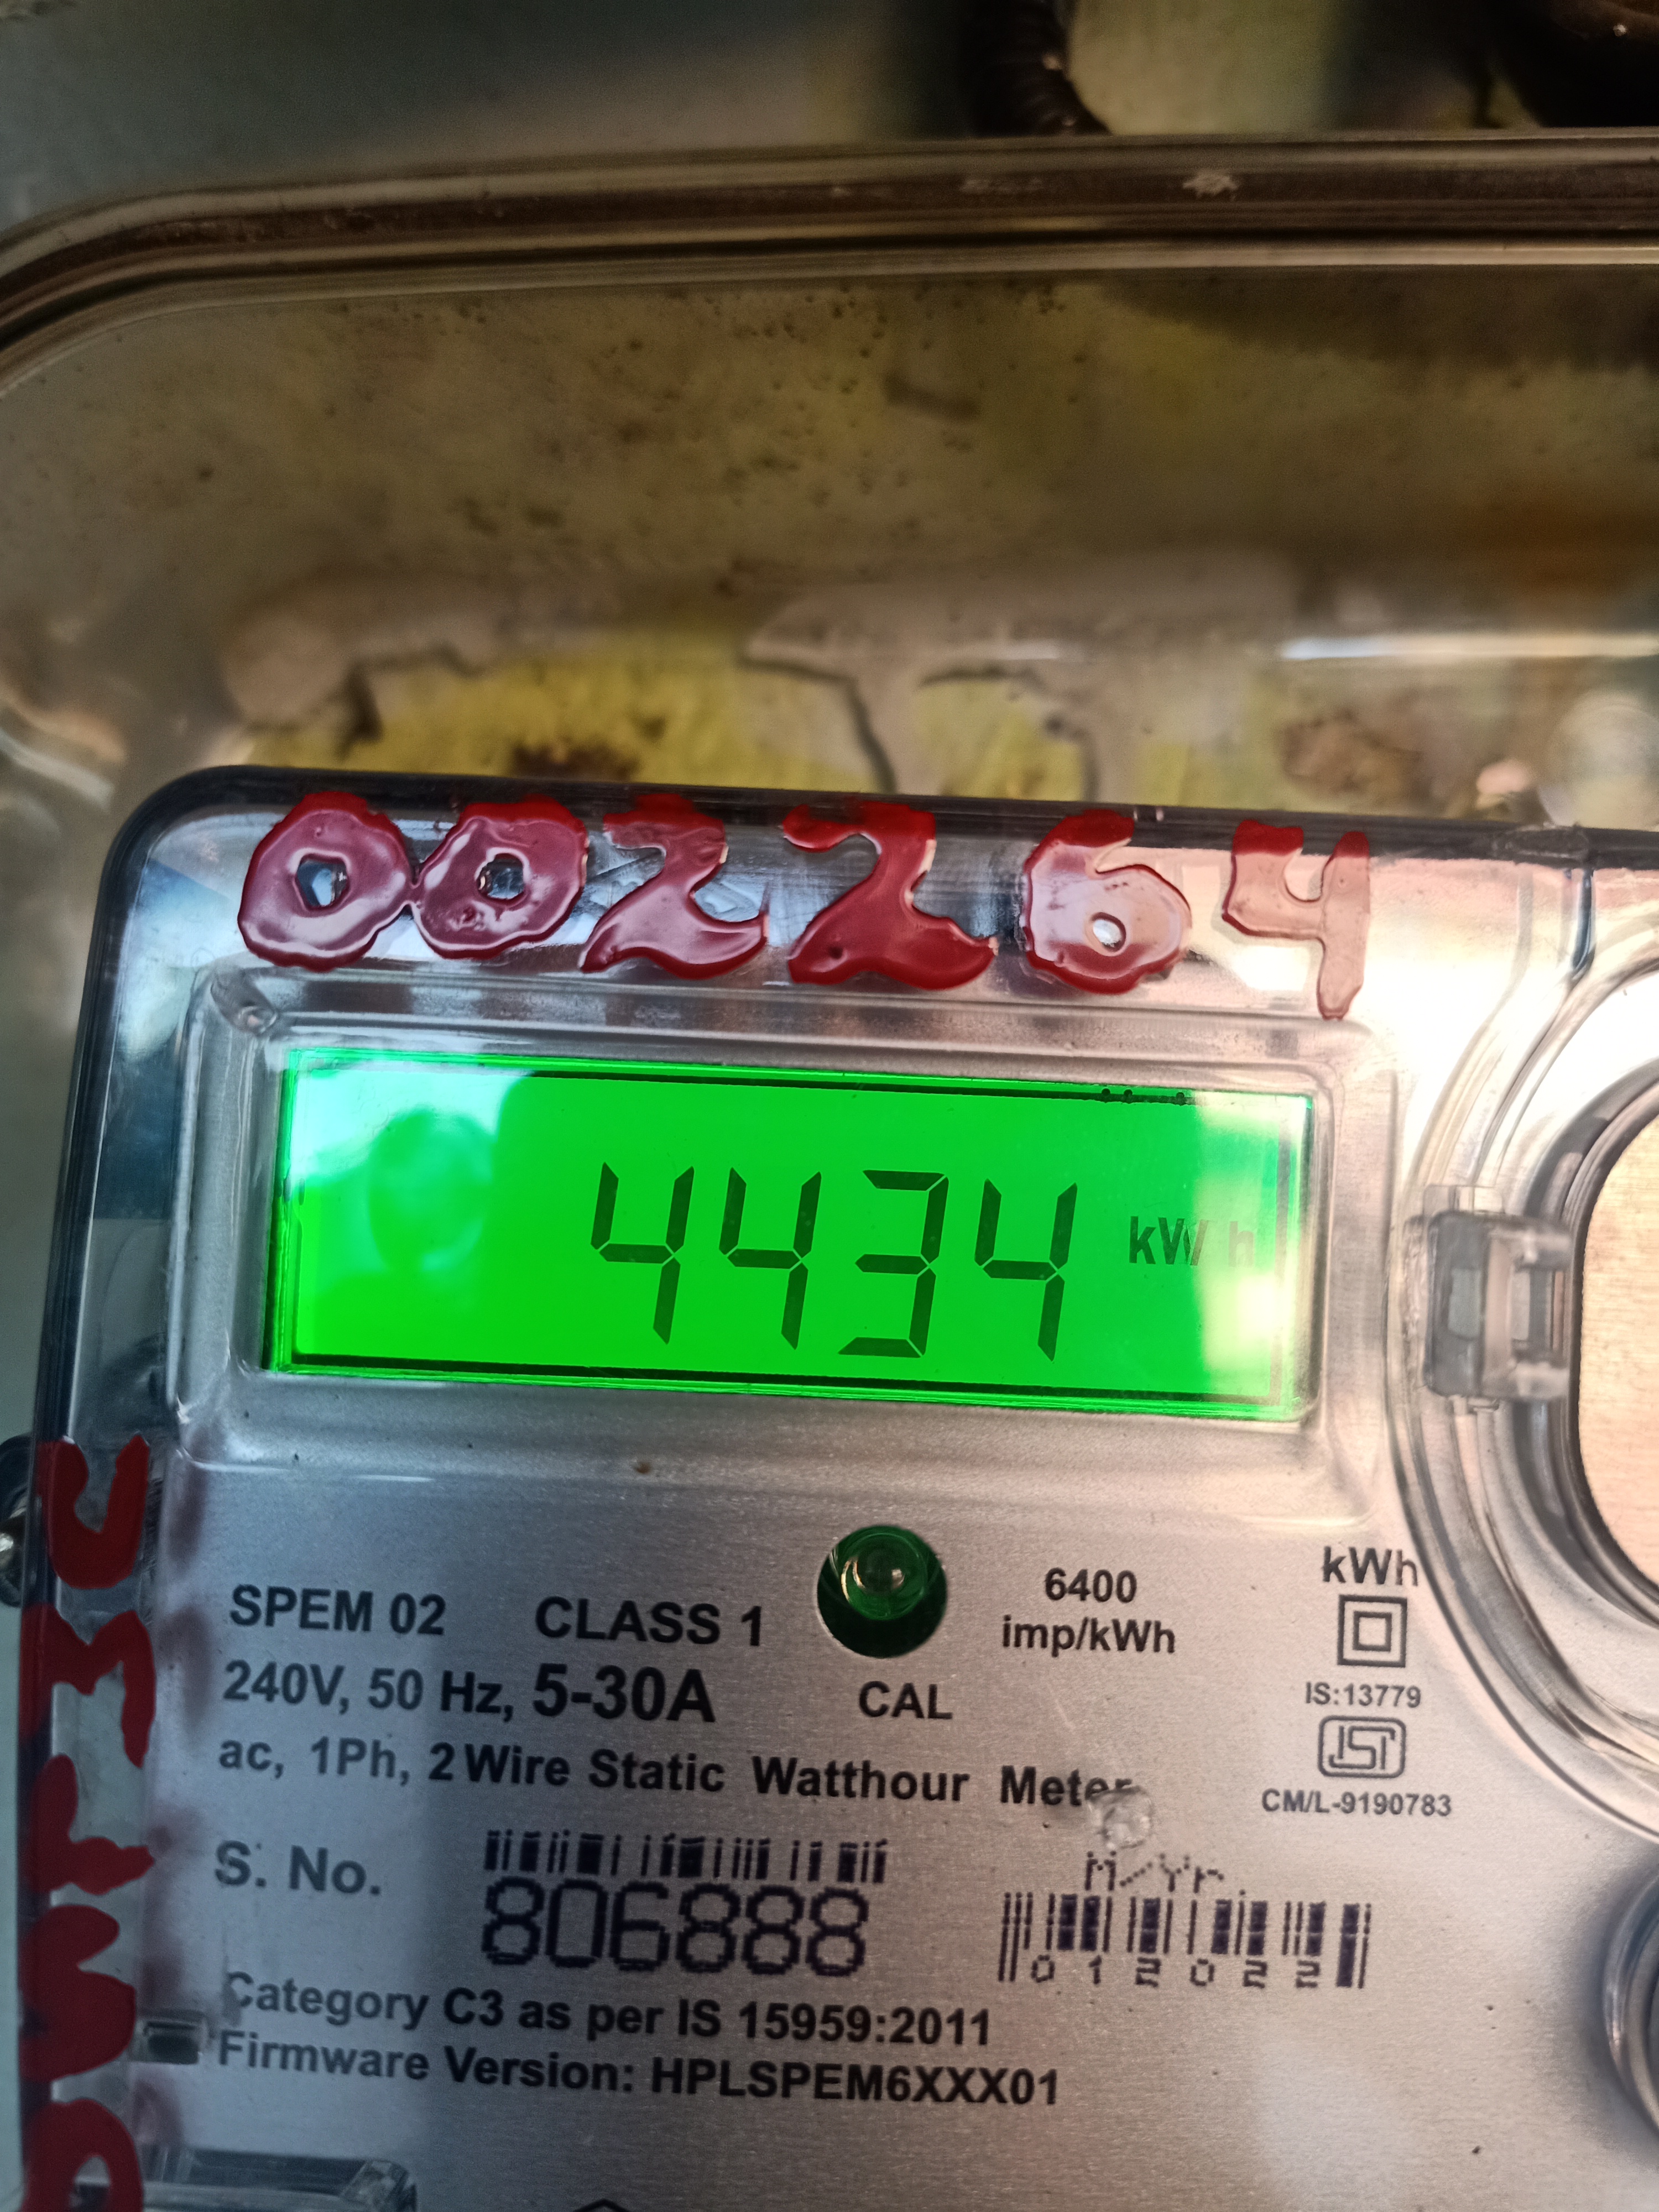 002264
4434 kWh
SPEM 02 CLASS 1
240V, 50 Hz, 5-30A
ac, 1Ph, 2 Wire Static Watthour Meter
CAL
6400
imp/kWh
kWh
IS:13779
ISI
CM/L-9190783
S. No.
806888
M/Yr.
012022
Category C3 as per IS 15959:2011
Firmware Version: HPLSPEM6XXX01